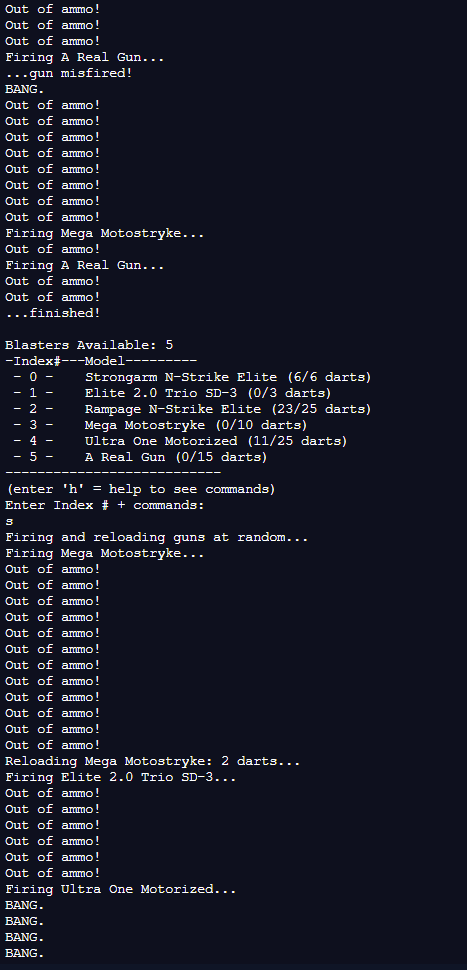 Out of ammo!
Out of ammo!
Out of ammo!
Firing A Real Gun...
...gun misfired!
BANG.
Out of ammo!
Out of ammo!
Out of ammo!
Out of ammo!
Out of ammo!
Out of ammo!
Out of ammo!
Out of ammo!
Firing Mega Motostryke...
Out of ammo!
Firing A Real Gun...
Out of ammo!
Out of ammo!
...finished!

Blasters Available: 5
-Index#---Model---------
 - 0 -    Strongarm N-Strike Elite (6/6 darts)
 - 1 -    Elite 2.0 Trio SD-3 (0/3 darts)
 - 2 -    Rampage N-Strike Elite (23/25 darts)
 - 3 -    Mega Motostryke (0/10 darts)
 - 4 -    Ultra One Motorized (11/25 darts)
 - 5 -    A Real Gun (0/15 darts)
---------------------------
(enter 'h' = help to see commands)
Enter Index # + commands:
s
Firing and reloading guns at random...
Firing Mega Motostryke...
Out of ammo!
Out of ammo!
Out of ammo!
Out of ammo!
Out of ammo!
Out of ammo!
Out of ammo!
Out of ammo!
Out of ammo!
Out of ammo!
Out of ammo!
Out of ammo!
Reloading Mega Motostryke: 2 darts...
Firing Elite 2.0 Trio SD-3...
Out of ammo!
Out of ammo!
Out of ammo!
Out of ammo!
Out of ammo!
Out of ammo!
Firing Ultra One Motorized...
BANG.
BANG.
BANG.
BANG.